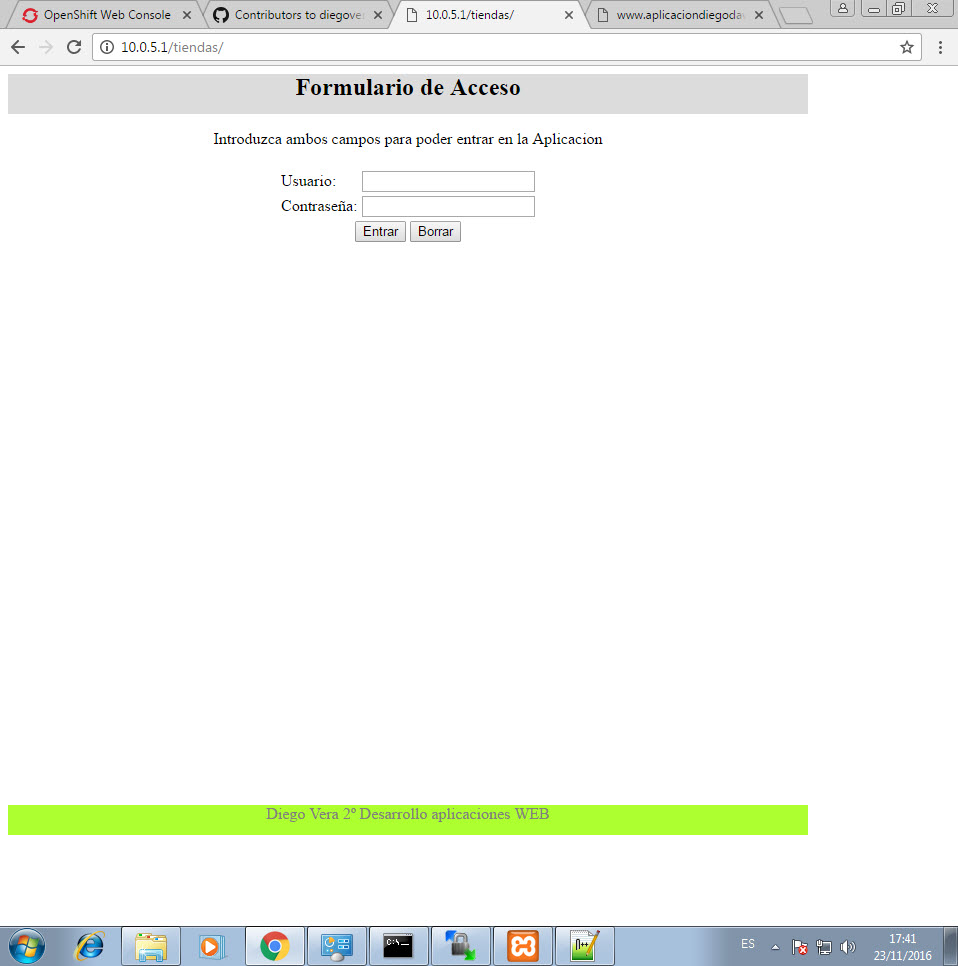 OpenShift Web Console
Contributors to diegove
10.0.5.1/tiendas/
www.aplicaciondiegoda
10.0.5.1/tiendas/
Formulario de Acceso
Introduzca ambos campos para poder entrar en la Aplicacion
Usuario:
Contraseña:
Entrar Borrar
Diego Vera 2º Desarrollo aplicaciones WEB
C:\.
ES
17:41
23/11/2016